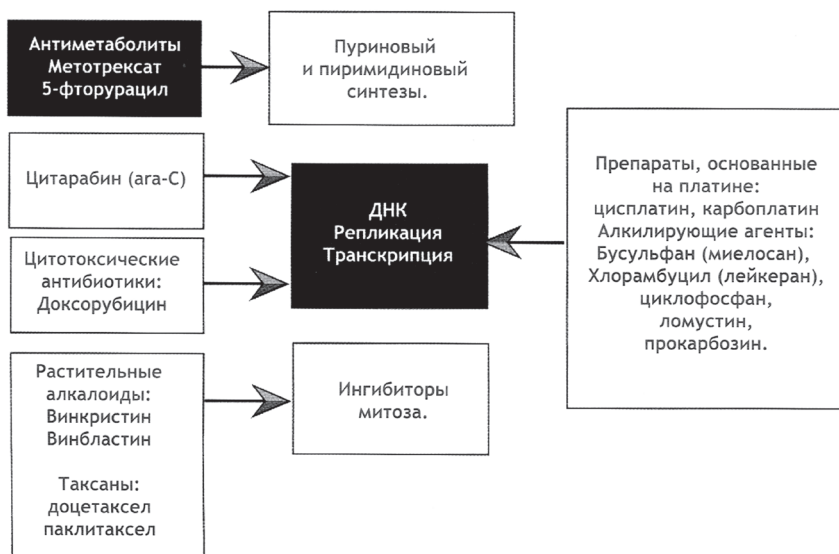 Антиметаболиты
Метотрексат
5-фторурацил
Пуриновый
и пиримидиновый
синтезы.
Цитарабин (ara-C)
Цитотоксические
антибиотики:
Доксорубицин
ДНК
Репликация
Транскрипция
Препараты, основанные
на платине:
цисплатин, карбоплатин
Алкилирующие агенты:
Бусульфан (миелосан),
Хлорамбуцил (лейкеран),
циклофосфан,
ломустин,
прокарбозин.
Растительные
алкалоиды:
Винкристин
Винбластин
Таксаны:
доцетаксел
паклитаксел
Ингибиторы
митоза.